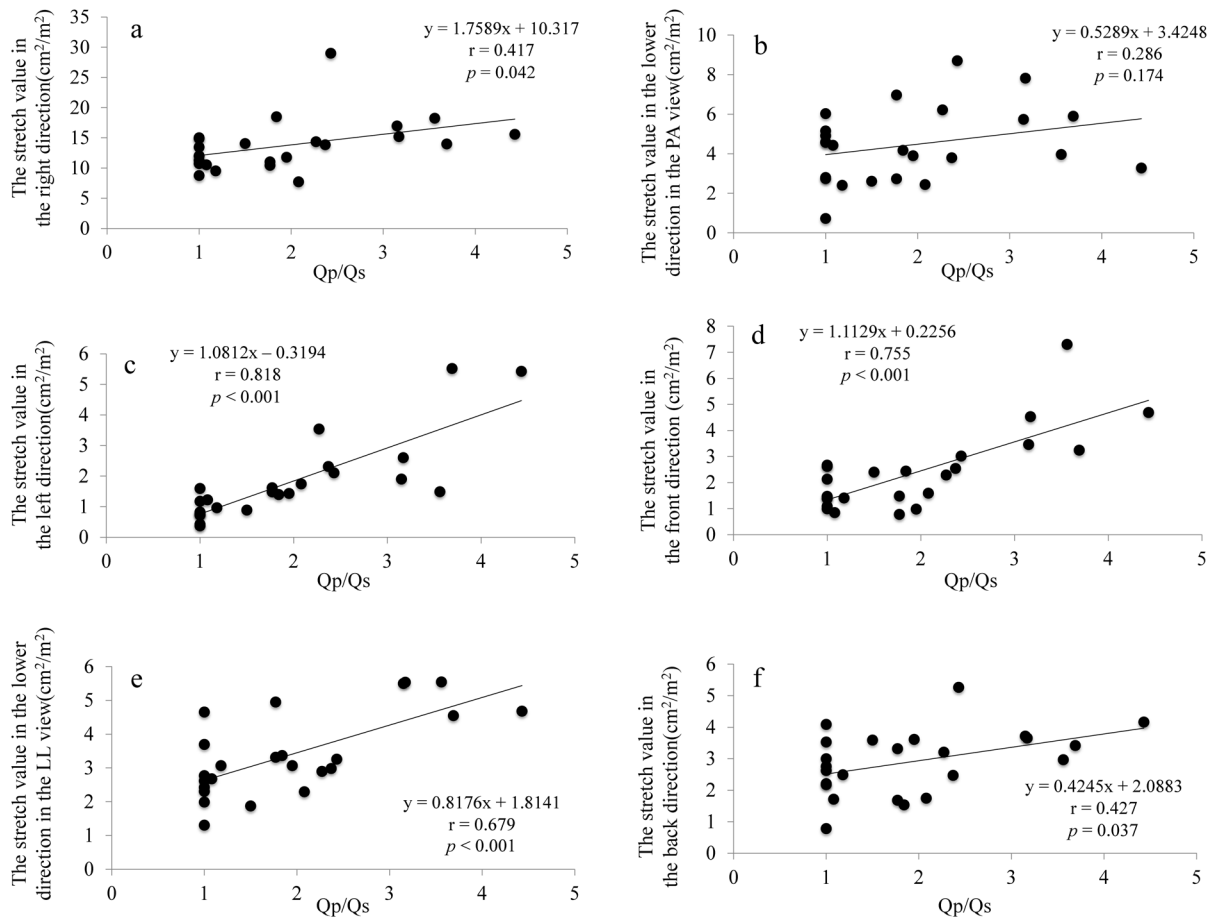 a
y = 1.7589x + 10.317
r = 0.417
p = 0.042
The stretch value in
the right direction(cm²/m²)
35
30
25
20
15
10
5
0
0 1 2 3 4 5
Qp/Qs
b
y = 0.5289x + 3.4248
r = 0.286
p = 0.174
The stretch value in the lower
direction in the PA view(cm²/m²)
10
8
6
4
2
0
0 1 2 3 4 5
Qp/Qs
c
y = 1.0812x – 0.3194
r = 0.818
p < 0.001
The stretch value in
the left direction(cm²/m²)
6
5
4
3
2
1
0
0 1 2 3 4 5
Qp/Qs
d
y = 1.1129x + 0.2256
r = 0.755
p < 0.001
The stretch value in
the front direction (cm²/m²)
8
7
6
5
4
3
2
1
0
0 1 2 3 4 5
Qp/Qs
e
The stretch value in the lower
direction in the LL view(cm²/m²)
6
5
4
3
2
1
0
y = 0.8176x + 1.8141
r = 0.679
p < 0.001
0 1 2 3 4 5
Qp/Qs
f
The stretch value in
the back direction(cm²/m²)
6
5
4
3
2
1
0
y = 0.4245x + 2.0883
r = 0.427
p = 0.037
0 1 2 3 4 5
Qp/Qs